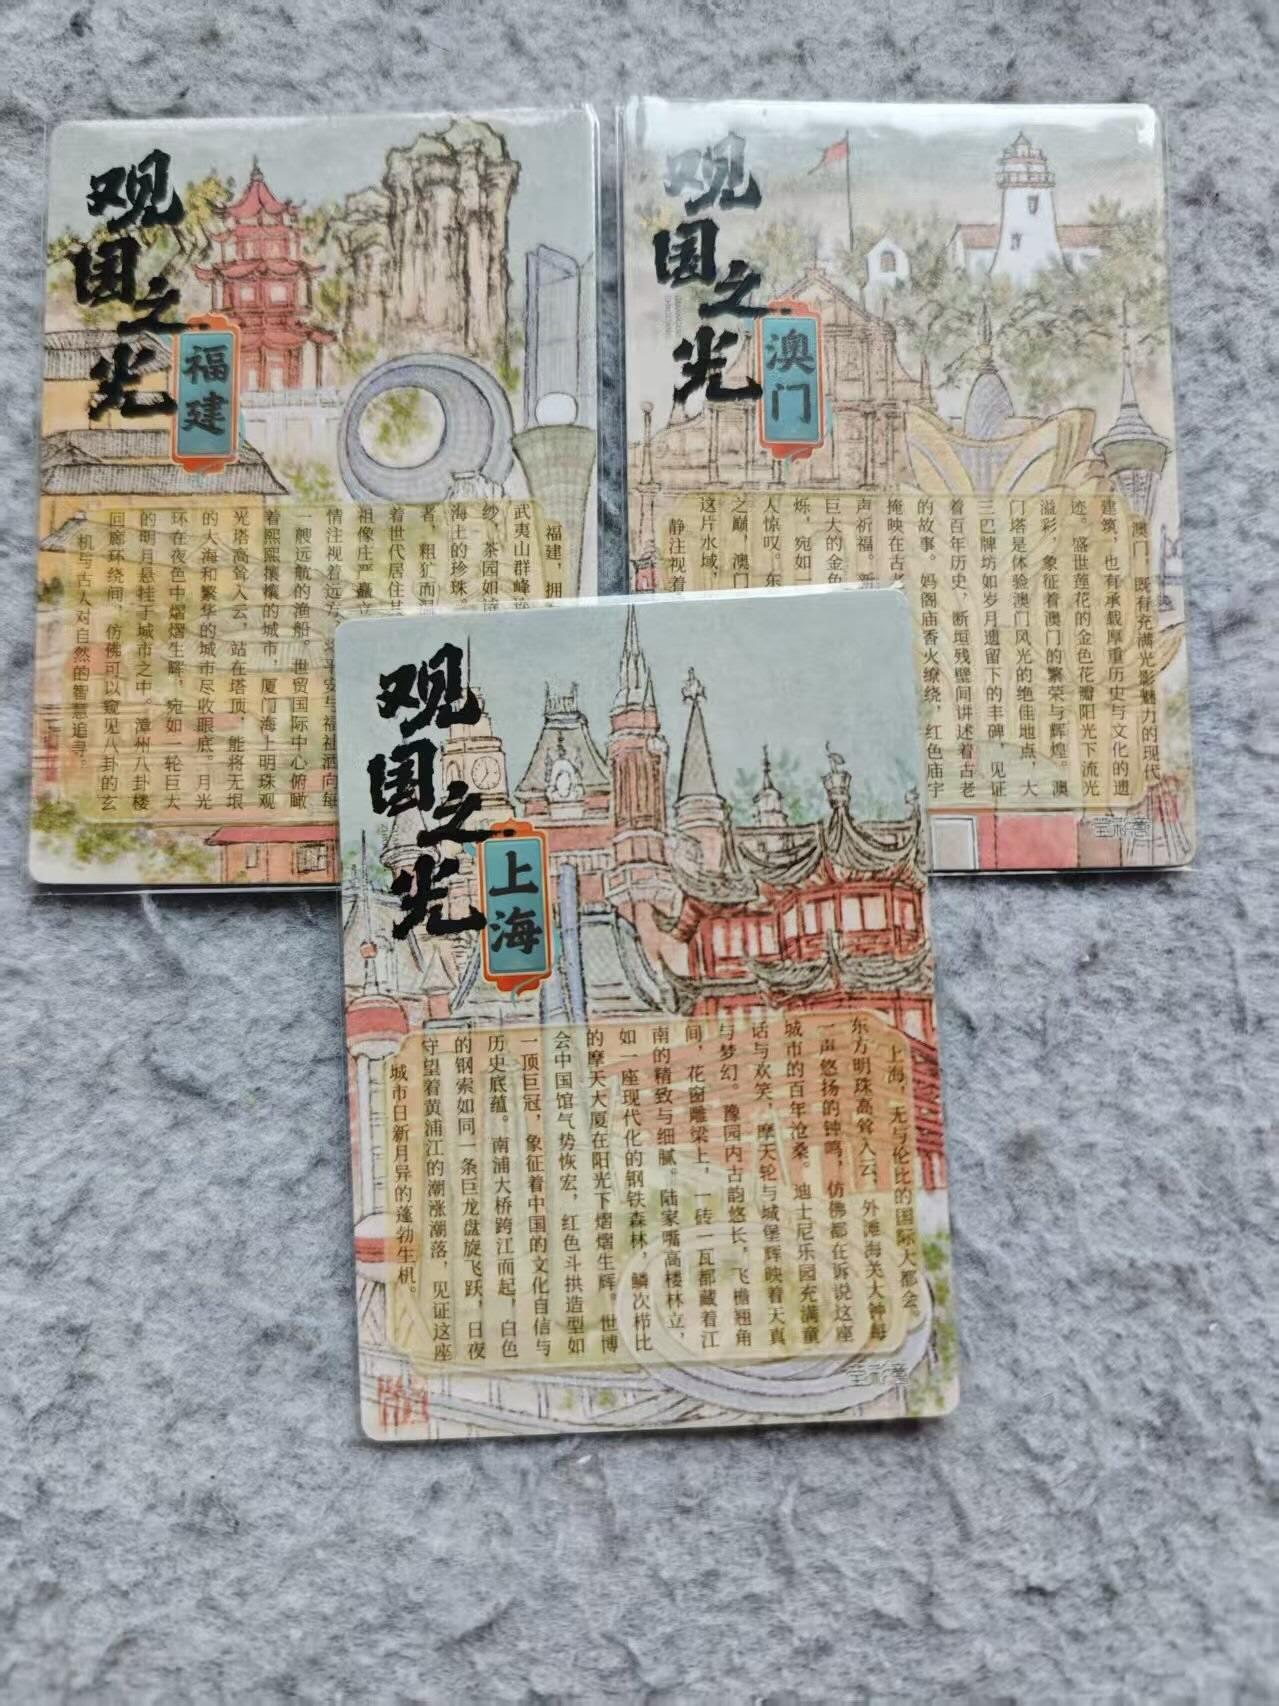 观国之光
福建
福建，拥
武夷山群峰
纱，茶园如诗
海上的珍珠
者，粗犷而温
着世代居住其
祖像庄严矗立
情注视着远方，将平安与福祉洒向每
一艘远航的渔船。世贸国际中心俯瞰
着熙熙攘攘的城市，厦门海上明珠观
光塔高耸入云，站在塔顶，能将无垠
的大海和繁华的城市尽收眼底。月光
环在夜色中熠熠生辉，宛如一轮巨大
的明月悬挂于城市之中。漳州八卦楼
回廊环绕间，仿佛可以窥见八卦的玄
机与古人对自然的智慧追寻。
观国之光
澳门
澳门，既有充满光影魅力的现代
建筑，也有承载厚重历史与文化的遗
迹。盛世莲花的金色花瓣阳光下流光
溢彩，象征着澳门的繁荣与辉煌。澳
门塔是体验澳门风光的绝佳地点，大
三巴牌坊如岁月遗留下的丰碑，见证
着百年历史，断垣残壁间讲述着古老
的故事。妈阁庙香火缭绕，红色庙宇
掩映在古老
声祈福。新
巨大的金色
烁，宛如一
人惊叹。东
之巅，澳门
这片水域，
静注视着
观国之光
上海
上海，无与伦比的国际大都会。
东方明珠高耸入云，外滩海关大钟每
一声悠扬的钟鸣，仿佛都在诉说这座
城市的百年沧桑。迪士尼乐园充满童
话与欢笑，摩天轮与城堡辉映着天真
与梦幻。豫园内古韵悠长，飞檐翘角
间，花窗雕梁上，一砖一瓦都藏着江
南的精致与细腻。陆家嘴高楼林立，
如一座现代化的钢铁森林，鳞次栉比
的摩天大厦在阳光下熠熠生辉。世博
会中国馆气势恢宏，红色斗拱造型如
一顶巨冠，象征着中国的文化自信与
历史底蕴。南浦大桥跨江而起，白色
的钢索如同一条巨龙盘旋飞跃，日夜
守望着黄浦江的潮涨潮落，见证这座
城市日新月异的蓬勃生机。